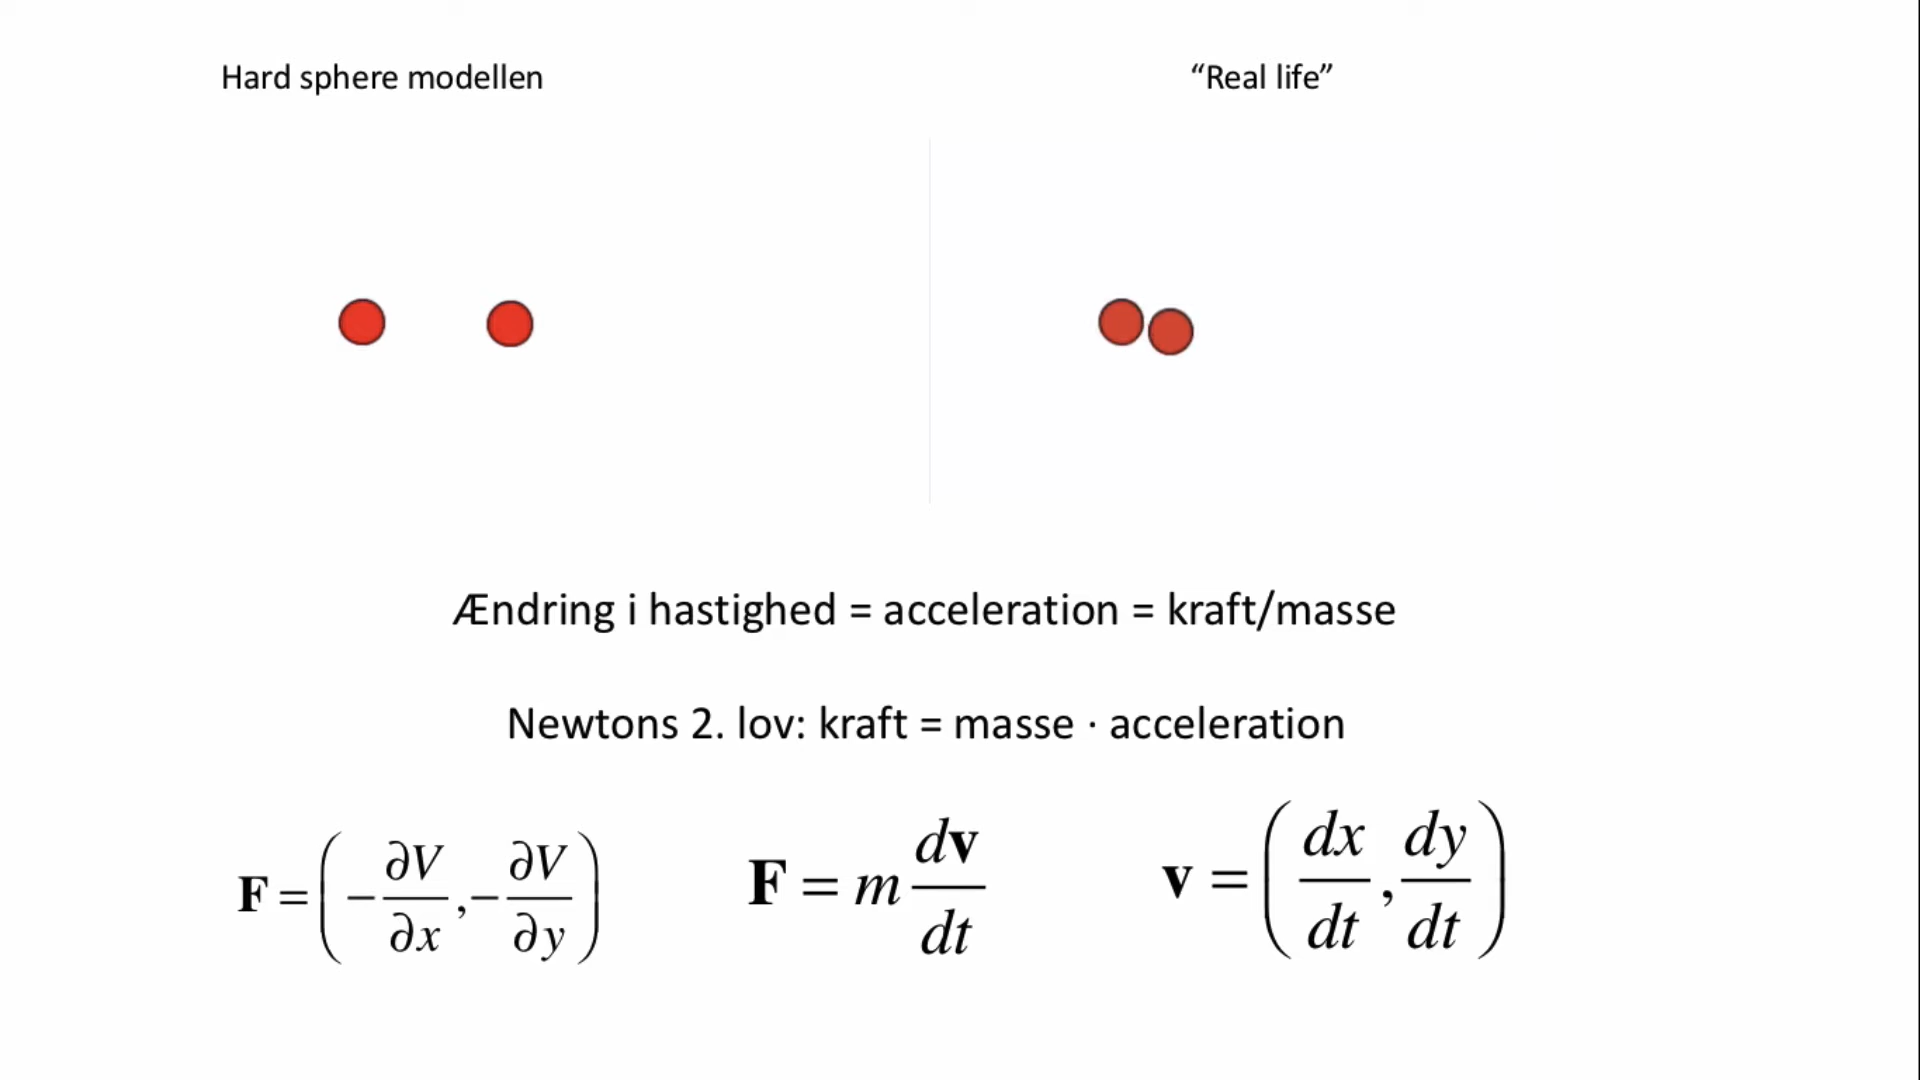 Hard sphere modellen
“Real life”
Ændring i hastighed = acceleration = kraft/masse
Newtons 2. lov: kraft = masse · acceleration
F = (−∂V/∂x, −∂V/∂y)
F = m dv/dt
v = (dx/dt, dy/dt)